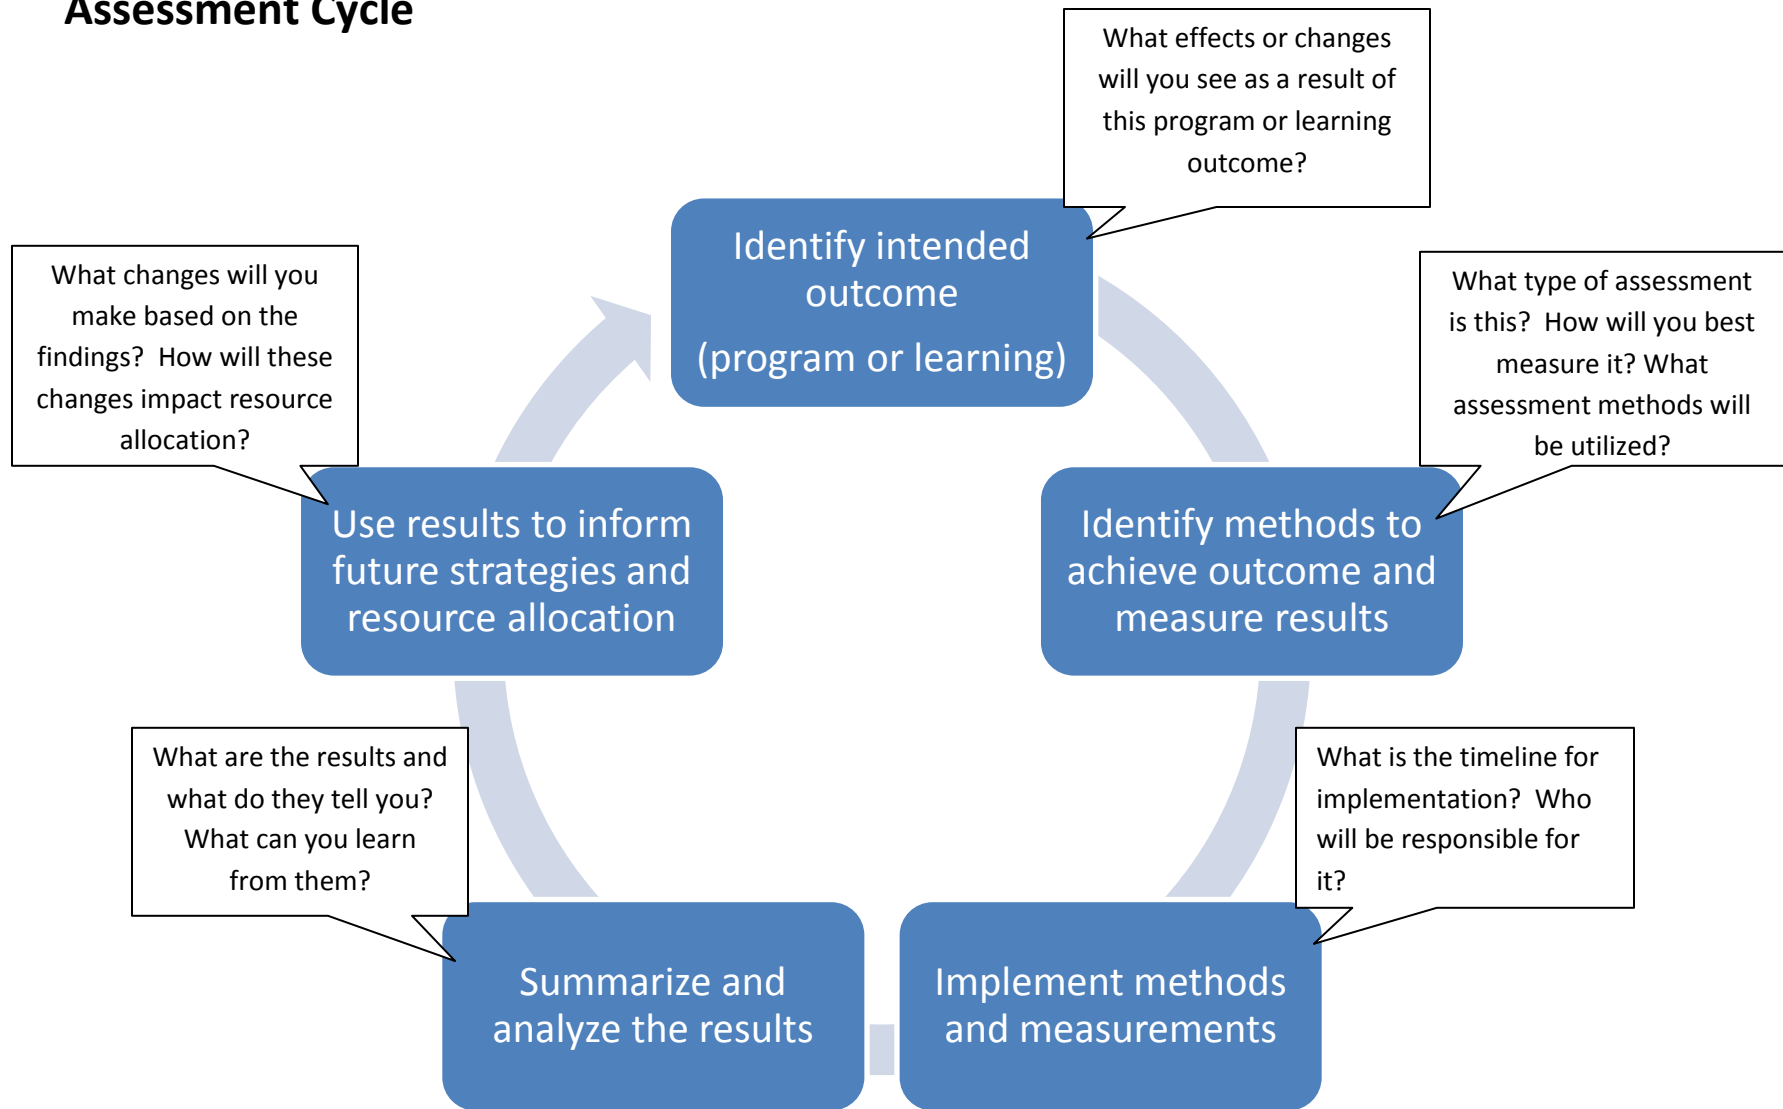 Assessment Cycle
What effects or changes
will you see as a result of
this program or learning
outcome?
Identify intended
outcome
(program or learning)
What type of assessment
is this?  How will you best
measure it? What
assessment methods will
be utilized?
Identify methods to
achieve outcome and
measure results
What is the timeline for
implementation?  Who
will be responsible for
it?
Implement methods
and measurements
What are the results and
what do they tell you?
What can you learn
from them?
Summarize and
analyze the results
What changes will you
make based on the
findings?  How will these
changes impact resource
allocation?
Use results to inform
future strategies and
resource allocation